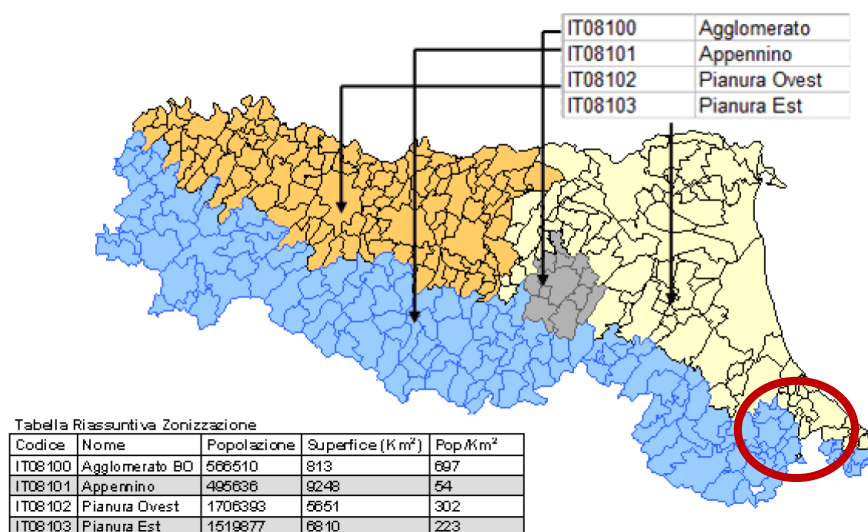 IT08100 Agglomerato
IT08101 Appennino
IT08102 Pianura Ovest
IT08103 Pianura Est
Tabella Riassuntiva Zonizzazione
Codice Nome Popolazione Superfice (Km²) Pop/Km²
IT08100 Agglomerato BO 566510 813 697
IT08101 Appennino 495636 9248 54
IT08102 Pianura Ovest 1706393 5651 302
IT08103 Pianura Est 1519877 6810 223